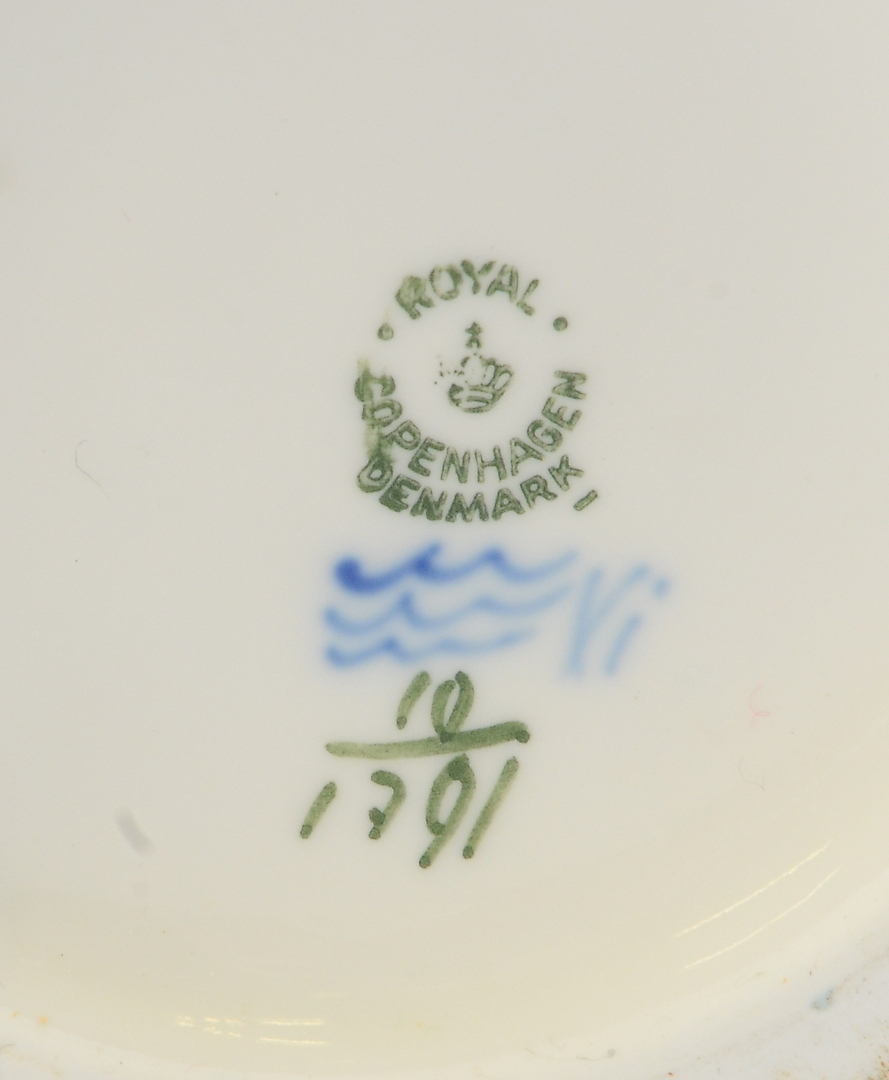 ROYAL
COPENHAGEN
DENMARK
Vi
10
1791